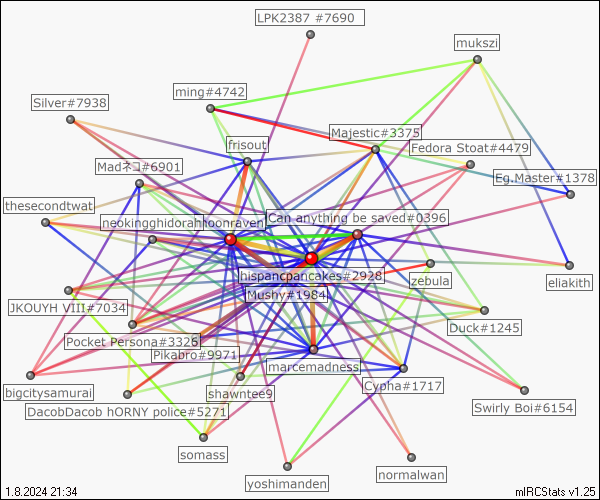 LPK2387 #7690
mukszi
ming#4742
Silver#7938
Majestic#3375
frisout
Fedora Stoat#4479
Madネコ#6901
Eg.Master#1378
thesecondtwat
Can anything be saved#0396
neokingghidorah
loonraven
hispancpancakes#2928
zebula
eliakith
Mushy#1984
JKOUYH VIII#7034
Duck#1245
Pocket Persona#3326
Pikabro#9971
marcemadness
Cypha#1717
bigcitysamurai
shawntee9
Swirly Boi#6154
DacobDacob hORNY police#5271
somass
normalwan
yoshimanden
1.8.2024 21:34
mIRCStats v1.25